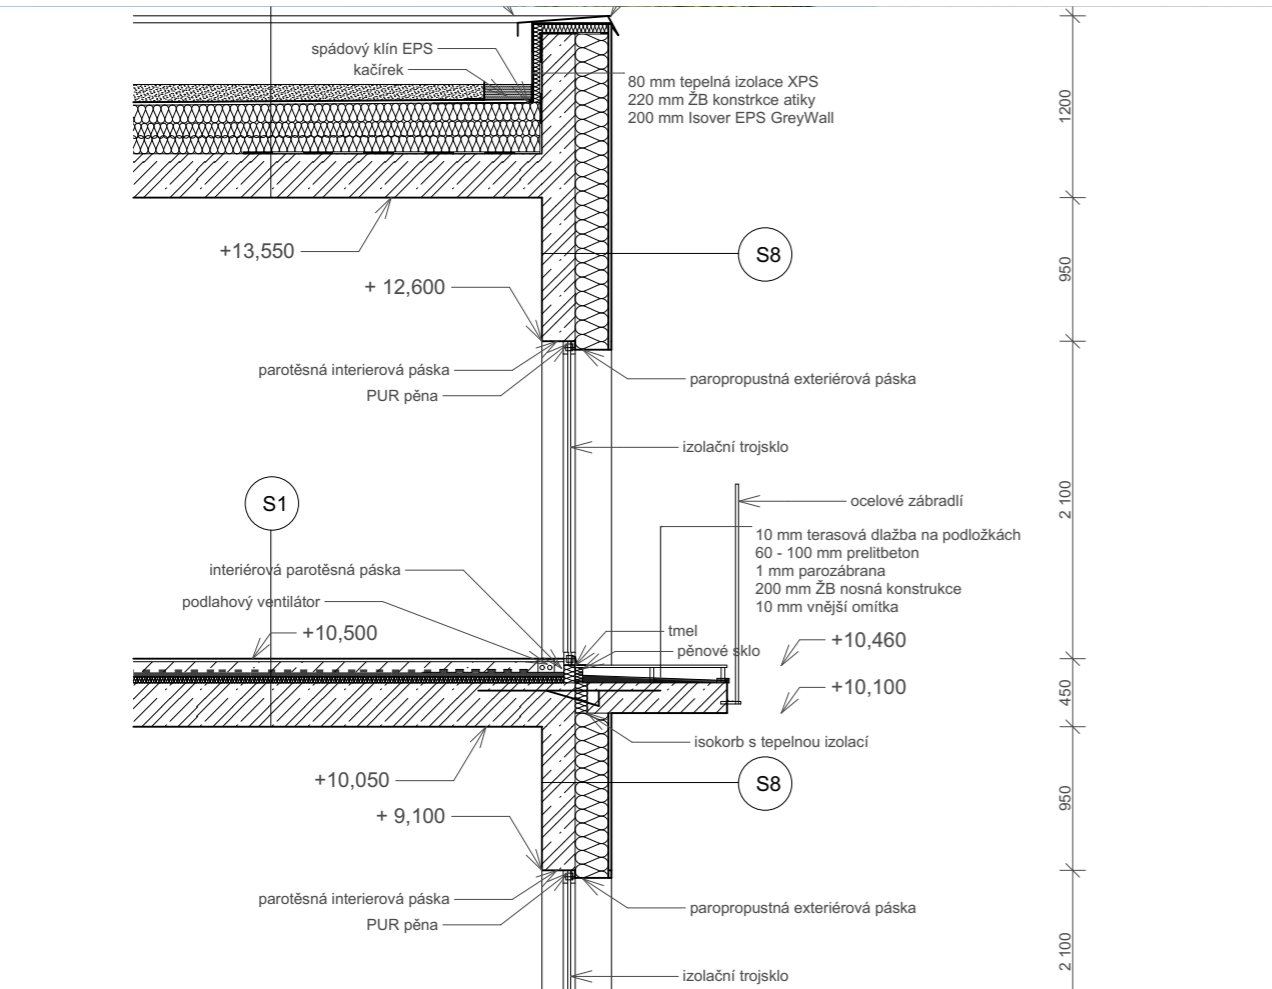 spádový klín EPS
kačírek
80 mm tepelná izolace XPS
220 mm ŽB konstrkce atiky
200 mm Isover EPS GreyWall
1200
+13,550
S8
950
+ 12,600
parotěsná interierová páska
PUR pěna
paropropustná exteriérová páska
izolační trojsklo
S1
ocelové zábradlí
2 100
10 mm terasová dlažba na podložkách
60 - 100 mm prelitbeton
1 mm parozábrana
200 mm ŽB nosná konstrukce
10 mm vnější omítka
interiérová parotěsná páska
podlahový ventilátor
+10,500
tmel
pěnové sklo
+10,460
+10,100
450
isokorb s tepelnou izolací
+10,050
S8
950
+ 9,100
parotěsná interierová páska
PUR pěna
paropropustná exteriérová páska
izolační trojsklo
2 100